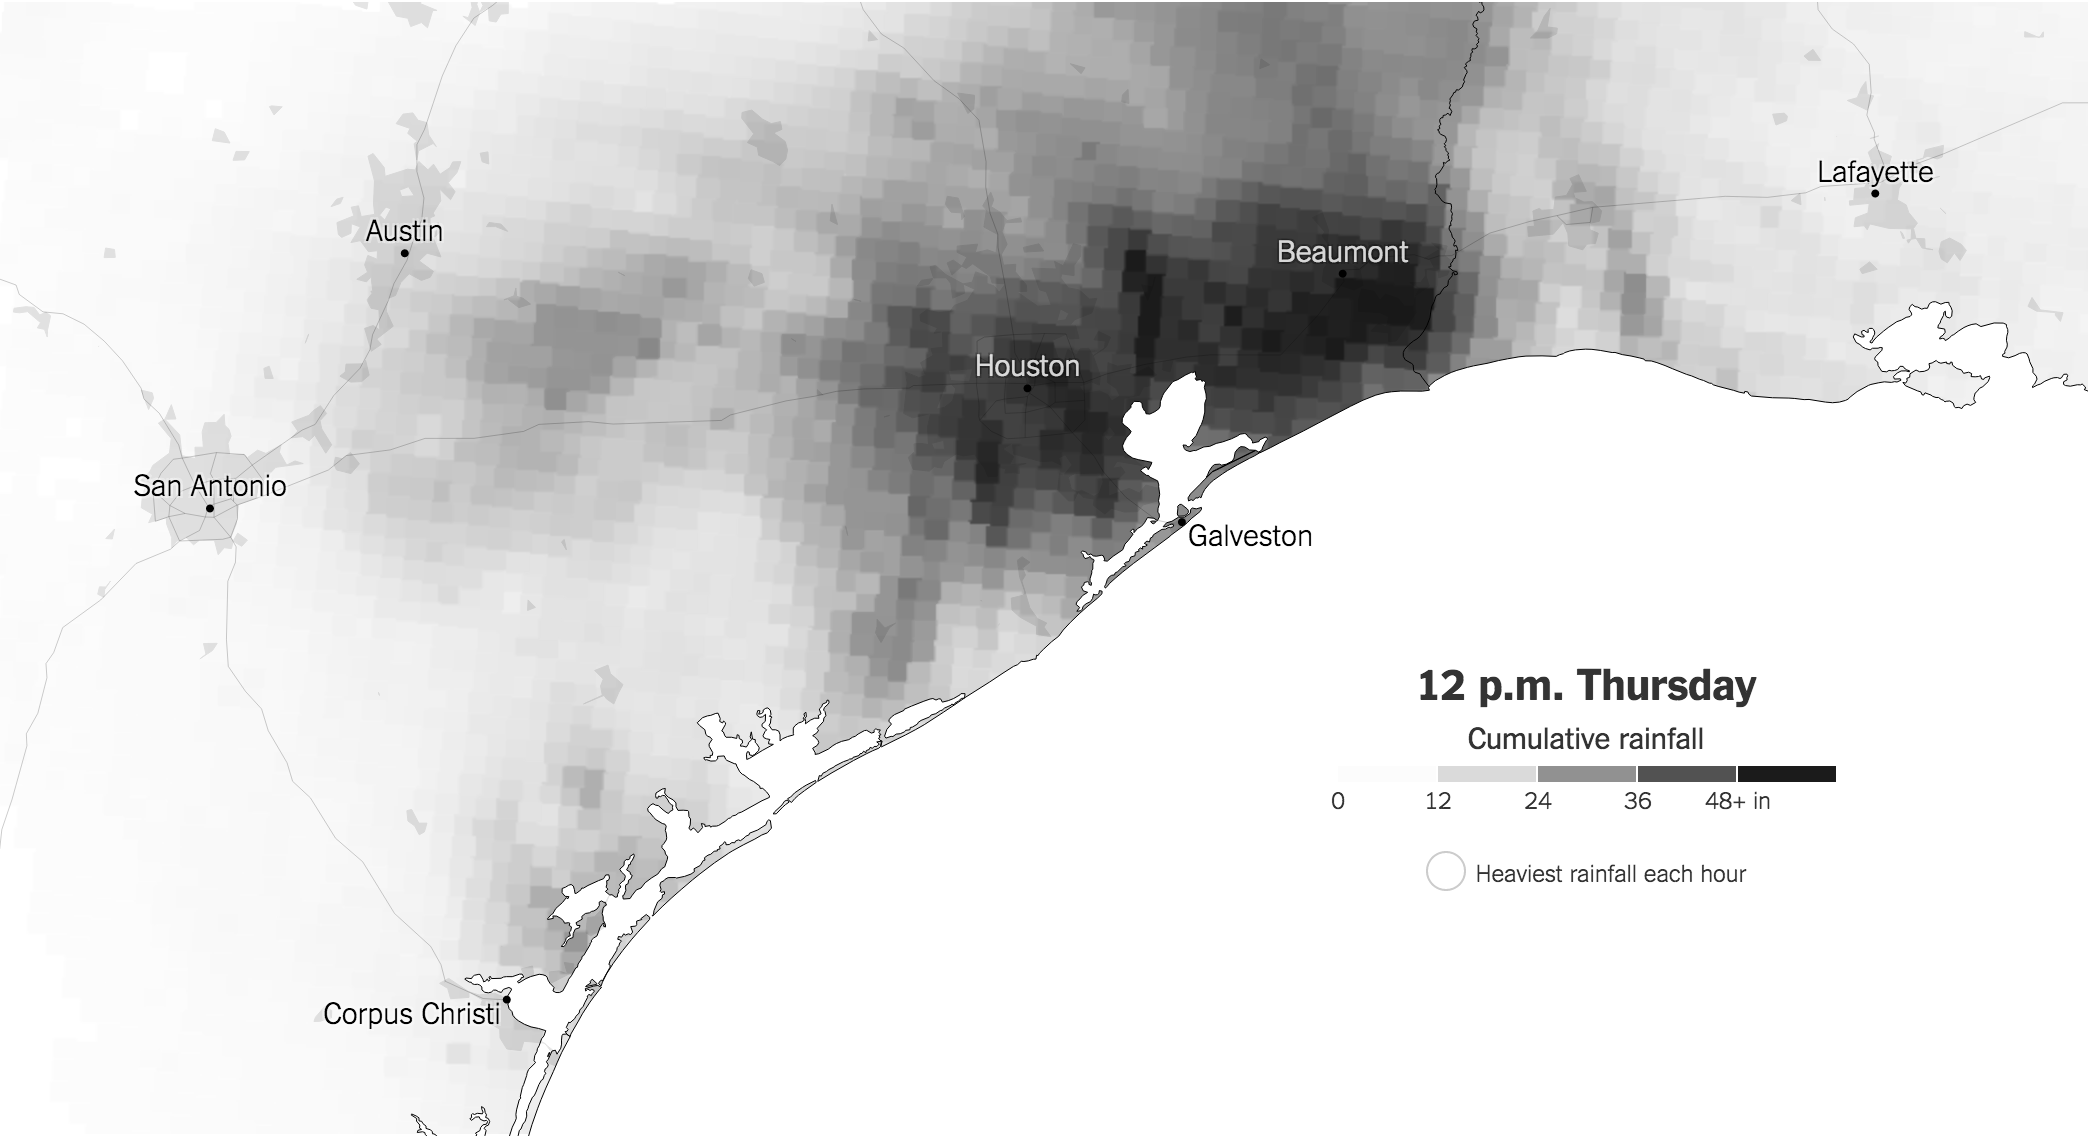 Lafayette
Austin
Beaumont
Houston
San Antonio
Galveston
12 p.m. Thursday
Cumulative rainfall
0 12 24 36 48+ in
Heaviest rainfall each hour
Corpus Christi